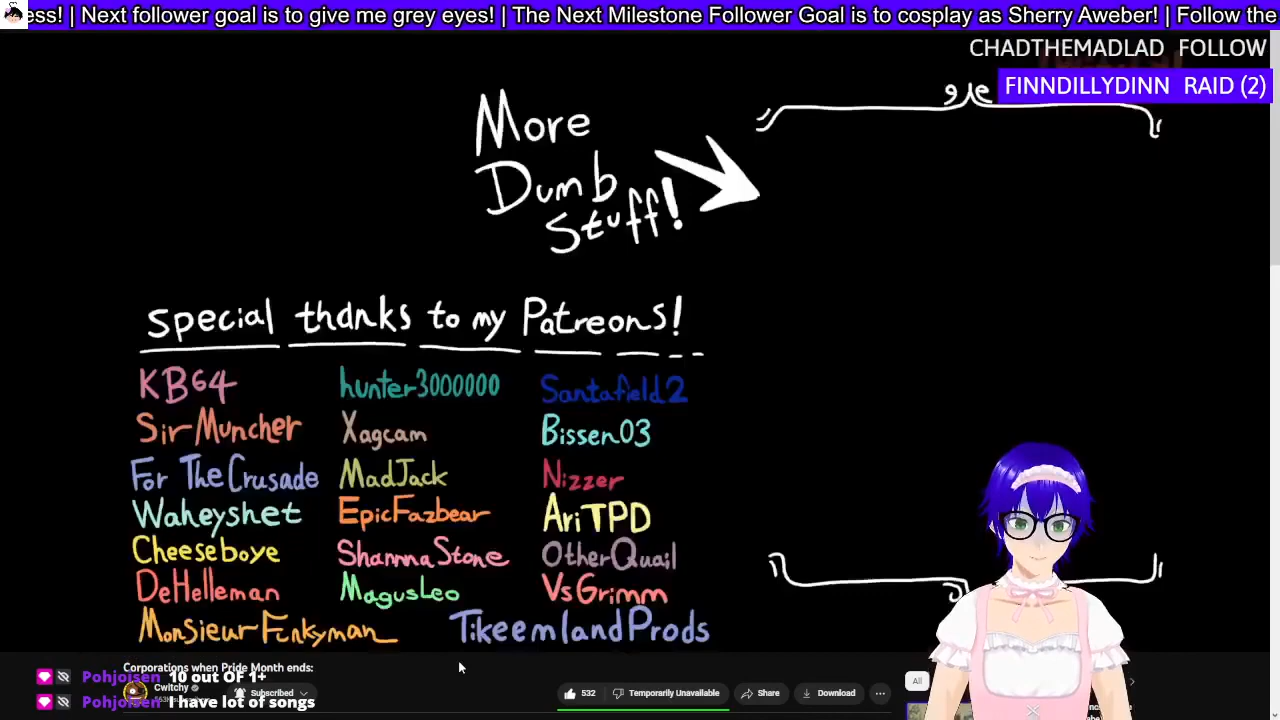 ess! | Next follower goal is to give me grey eyes! | The Next Milestone Follower Goal is to cosplay as Sherry Aweber! | Follow the
CHADTHEMADLAD FOLLOW
FINNDILLYDINN RAID (2)
More
Dumb
Stuff!
Special thanks to my Patreons!
KB64 hunter3000000 Santafield2
Sir Muncher Xagcam Bissen03
For The Crusade MadJack Nizzer
Waheyshet EpicFazbear AriTPD
Cheeseboye ShannaStone OtherQuail
DeHelleman MagusLeo VsGrimm
Monsieur Fenkyman TikeemlandProds
Corporations when Pride Month ends:
Pohjoisen 10 out OF 1+
Cwitchy
Subscribed
532
Temporarily Unavailable
Share
Download
All
Pohjoisen I have lot of songs